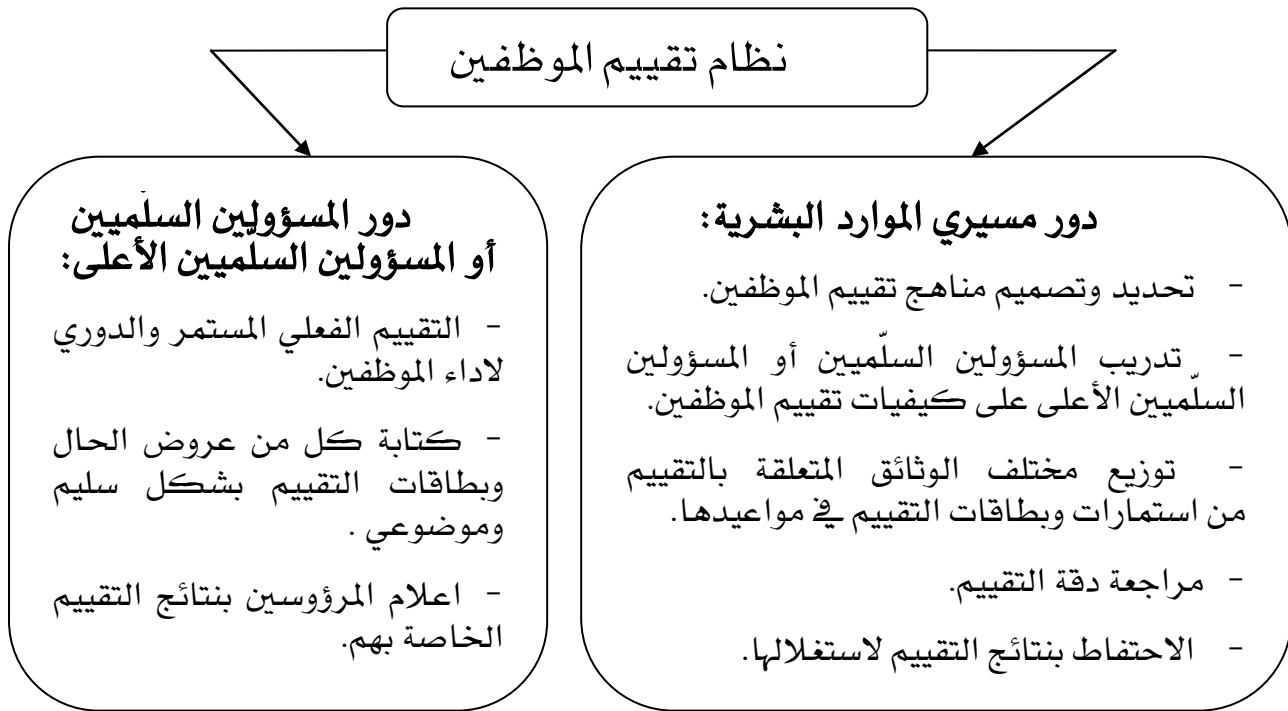 نظام تقييم الموظفين
دور مسيري الموارد البشرية:
- تحديد وتصميم مناهج تقييم الموظفين.
- تدريب المسؤولين السلّميين أو المسؤولين
السلّميين الأعلى على كيفيات تقييم الموظفين.
- توزيع مختلف الوثائق المتعلقة بالتقييم
من استمارات وبطاقات التقييم في مواعيدها.
- مراجعة دقة التقييم.
- الاحتفاط بنتائج التقييم لاستغلالها.
دور المسؤولين السلّميين
أو المسؤولين السلّميين الأعلى:
- التقييم الفعلي المستمر والدوري
لاداء الموظفين.
- كتابة كل من عروض الحال
وبطاقات التقييم بشكل سليم
وموضوعي .
- اعلام المرؤوسين بنتائج التقييم
الخاصة بهم.